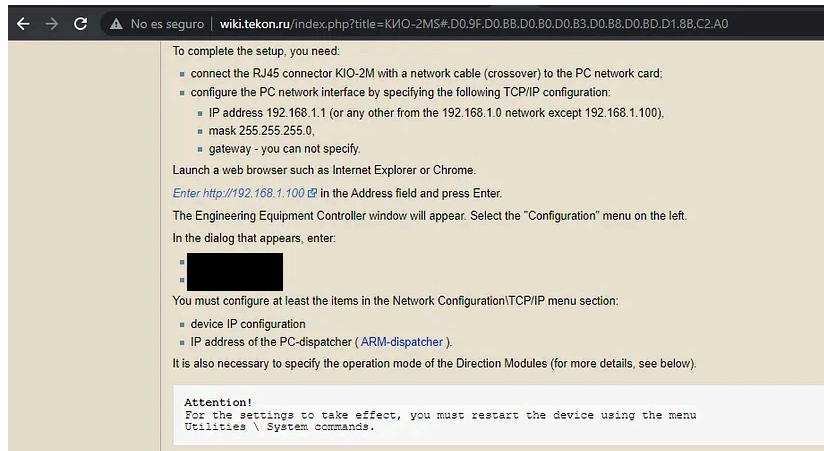 No es seguro | wiki.tekon.ru/index.php?title=КИО-2MS#.D0.9F.D0.BB.D0.B0.D0.B3.D0.B8.D0.BD.D1.8B.C2.A0
To complete the setup, you need:
connect the RJ45 connector KIO-2M with a network cable (crossover) to the PC network card;
configure the PC network interface by specifying the following TCP/IP configuration:
IP address 192.168.1.1 (or any other from the 192.168.1.0 network except 192.168.1.100),
mask 255.255.255.0,
gateway - you can not specify.
Launch a web browser such as Internet Explorer or Chrome.
Enter http://192.168.1.100 in the Address field and press Enter.
The Engineering Equipment Controller window will appear. Select the "Configuration" menu on the left.
In the dialog that appears, enter:
You must configure at least the items in the Network Configuration\TCP/IP menu section:
device IP configuration
IP address of the PC-dispatcher ( ARM-dispatcher ).
It is also necessary to specify the operation mode of the Direction Modules (for more details, see below).
Attention!
For the settings to take effect, you must restart the device using the menu
Utilities \ System commands.